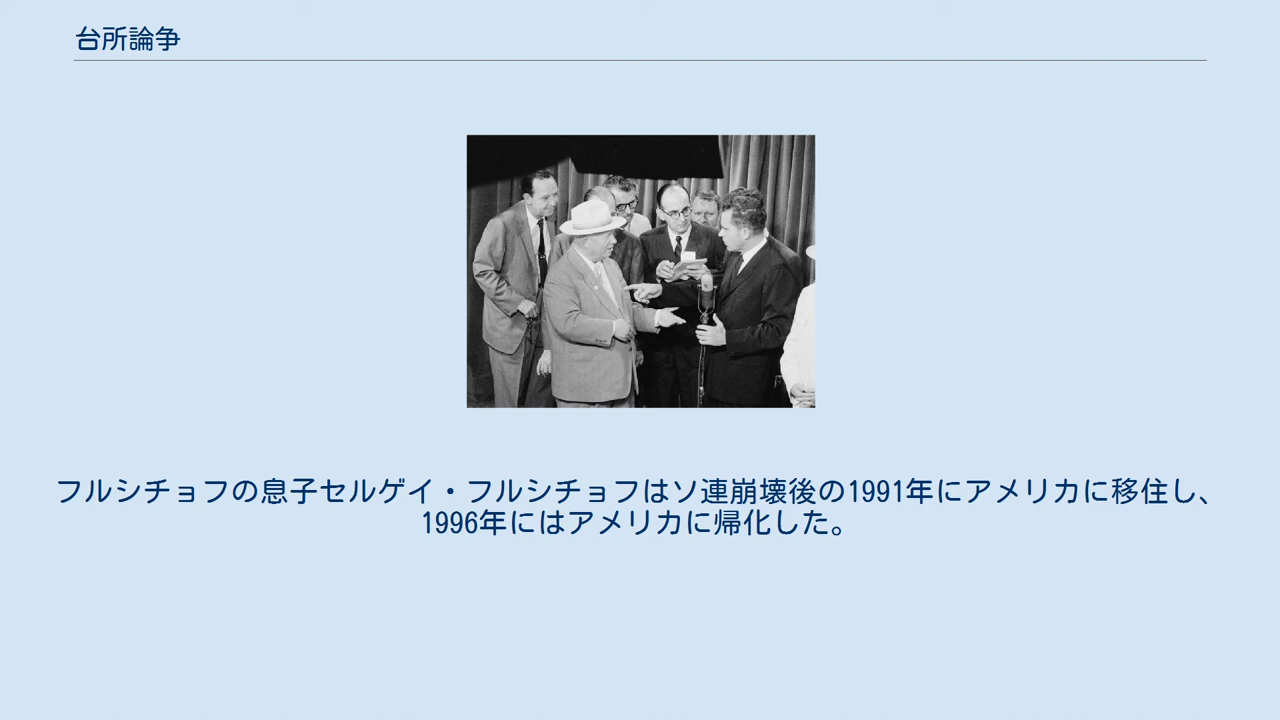 台所論争
フルシチョフの息子セルゲイ・フルシチョフはソ連崩壊後の1991年にアメリカに移住し、
1996年にはアメリカに帰化した。